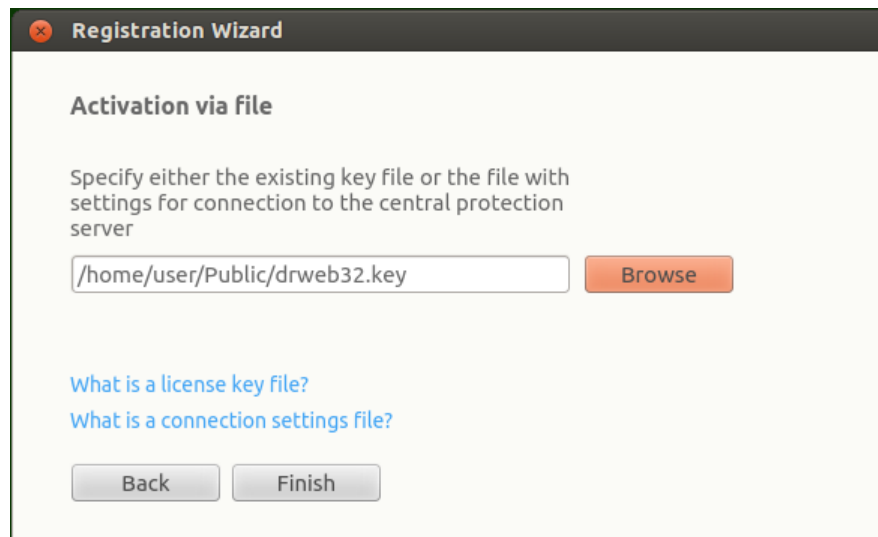 Registration Wizard
Activation via file
Specify either the existing key file or the file with
settings for connection to the central protection
server
/home/user/Public/drweb32.key
Browse
What is a license key file?
What is a connection settings file?
Back
Finish